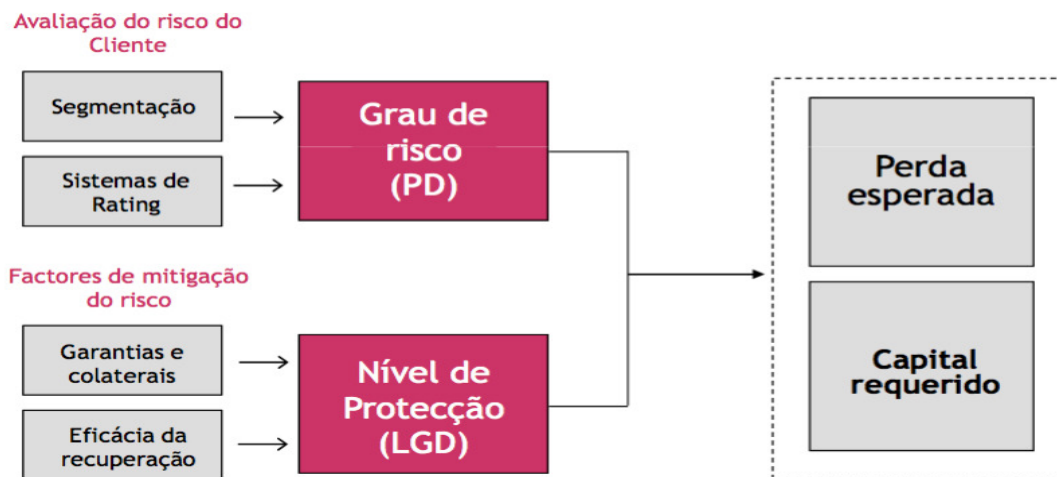 Avaliação do risco do
Cliente
Segmentação
Sistemas de
Rating
Grau de
risco
(PD)
Factores de mitigação
do risco
Garantias e
colaterais
Eficácia da
recuperação
Nível de
Protecção
(LGD)
Perda
esperada
Capital
requerido